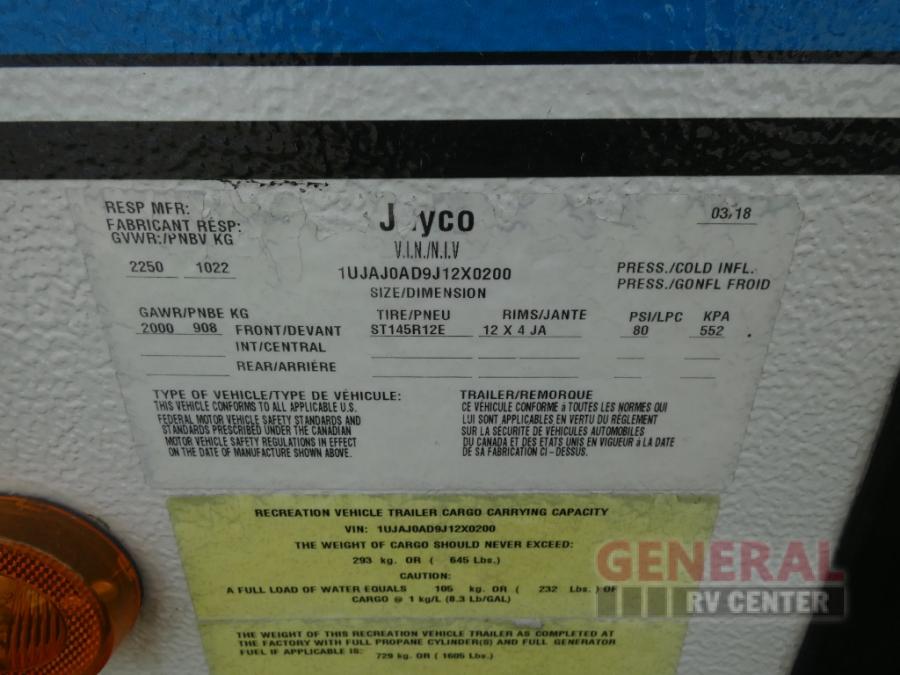 RESP MFR:
FABRICANT RESP:
GVWR:/PNBV KG
2250 1022
J yco
V.I.N./N.I.V
1UJAJ0AD9J12X0200
SIZE/DIMENSION
03/18
PRESS./COLD INFL.
PRESS./GONFL FROID
GAWR/PNBE KG TIRE/PNEU RIMS/JANTE PSI/LPC KPA
2000 908 FRONT/DEVANT ST145R12E 12 X 4 JA 80 552
INT/CENTRAL
REAR/ARRIÉRE
TYPE OF VEHICLE/TYPE DE VÉHICULE: TRAILER/REMORQUE
THIS VEHICLE CONFORMS TO ALL APPLICABLE U.S.
FEDERAL MOTOR VEHICLE SAFETY STANDARDS AND
STANDARDS PRESCRIBED UNDER THE CANADIAN
MOTOR VEHICLE SAFETY REGULATIONS IN EFFECT
ON THE DATE OF MANUFACTURE SHOWN ABOVE.
CE VÉHICULE CONFORME à TOUTES LES NORMES QUI
LUI SONT APPLICABLES EN VERTU DU RÉGLEMENT
SUR LA SÉCURITÉ DE VÉHICULES AUTOMOBILES
DU CANADA ET DES ETATS UNIS EN VIGUEUR à LA DATE
DE SA FABRICATION CI-DESSUS.
RECREATION VEHICLE TRAILER CARGO CARRYING CAPACITY
VIN: 1UJAJ0AD9J12X0200
THE WEIGHT OF CARGO SHOULD NEVER EXCEED:
293 kg. OR ( 645 Lbs.)
CAUTION:
A FULL LOAD OF WATER EQUALS 105 kg. OR ( 232 Lbs. ) OF
CARGO @ 1 kg/L (8.3 Lb/GAL)
THE WEIGHT OF THIS RECREATION VEHICLE TRAILER AS COMPLETED AT
THE FACTORY WITH FULL PROPANE CYLINDER(S) AND FULL GENERATOR
FUEL IF APPLICABLE IS: 729 kg. OR ( 1605 Lbs.)
GENERAL
RV CENTER